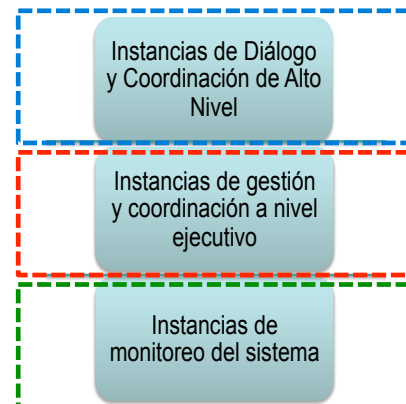 Instancias de Diálogo
y Coordinación de Alto
Nivel
Instancias de gestión
y coordinación a nivel
ejecutivo
Instancias de
monitoreo del sistema